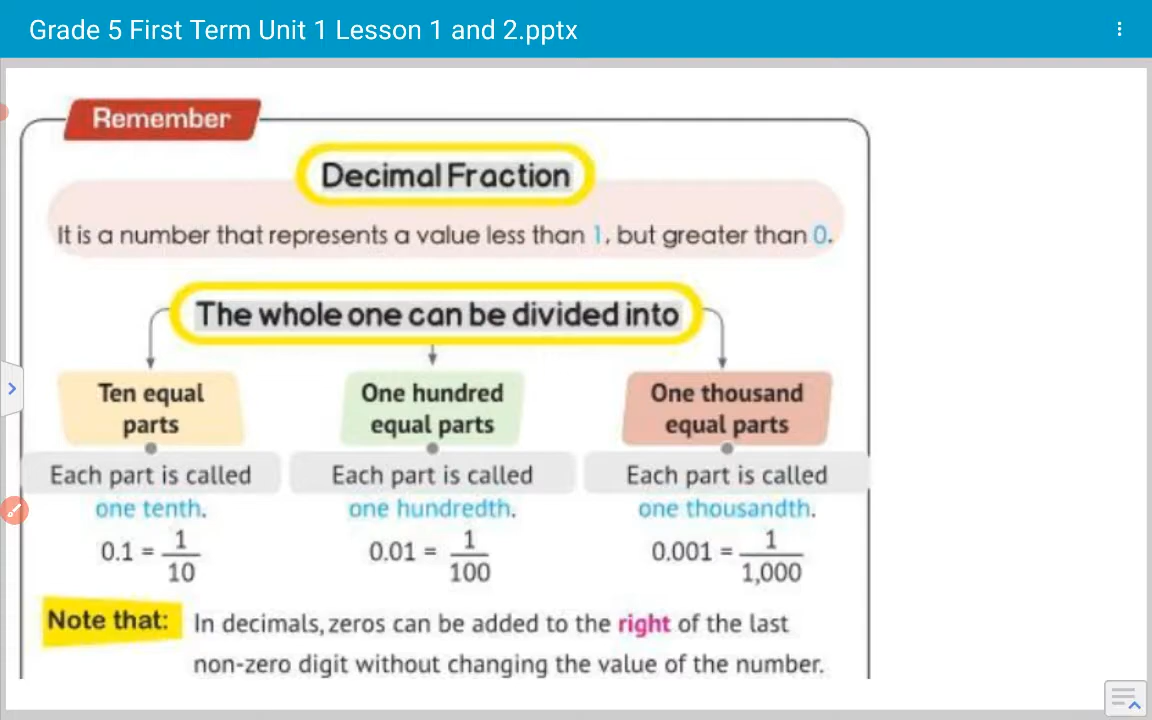 Grade 5 First Term Unit 1 Lesson 1 and 2.pptx
Remember
Decimal Fraction
It is a number that represents a value less than 1, but greater than 0.
The whole one can be divided into
Ten equal
parts
Each part is called
one tenth.
0.1 = 1/10
One hundred
equal parts
Each part is called
one hundredth.
0.01 = 1/100
One thousand
equal parts
Each part is called
one thousandth.
0.001 = 1/1,000
Note that: In decimals, zeros can be added to the right of the last
non-zero digit without changing the value of the number.